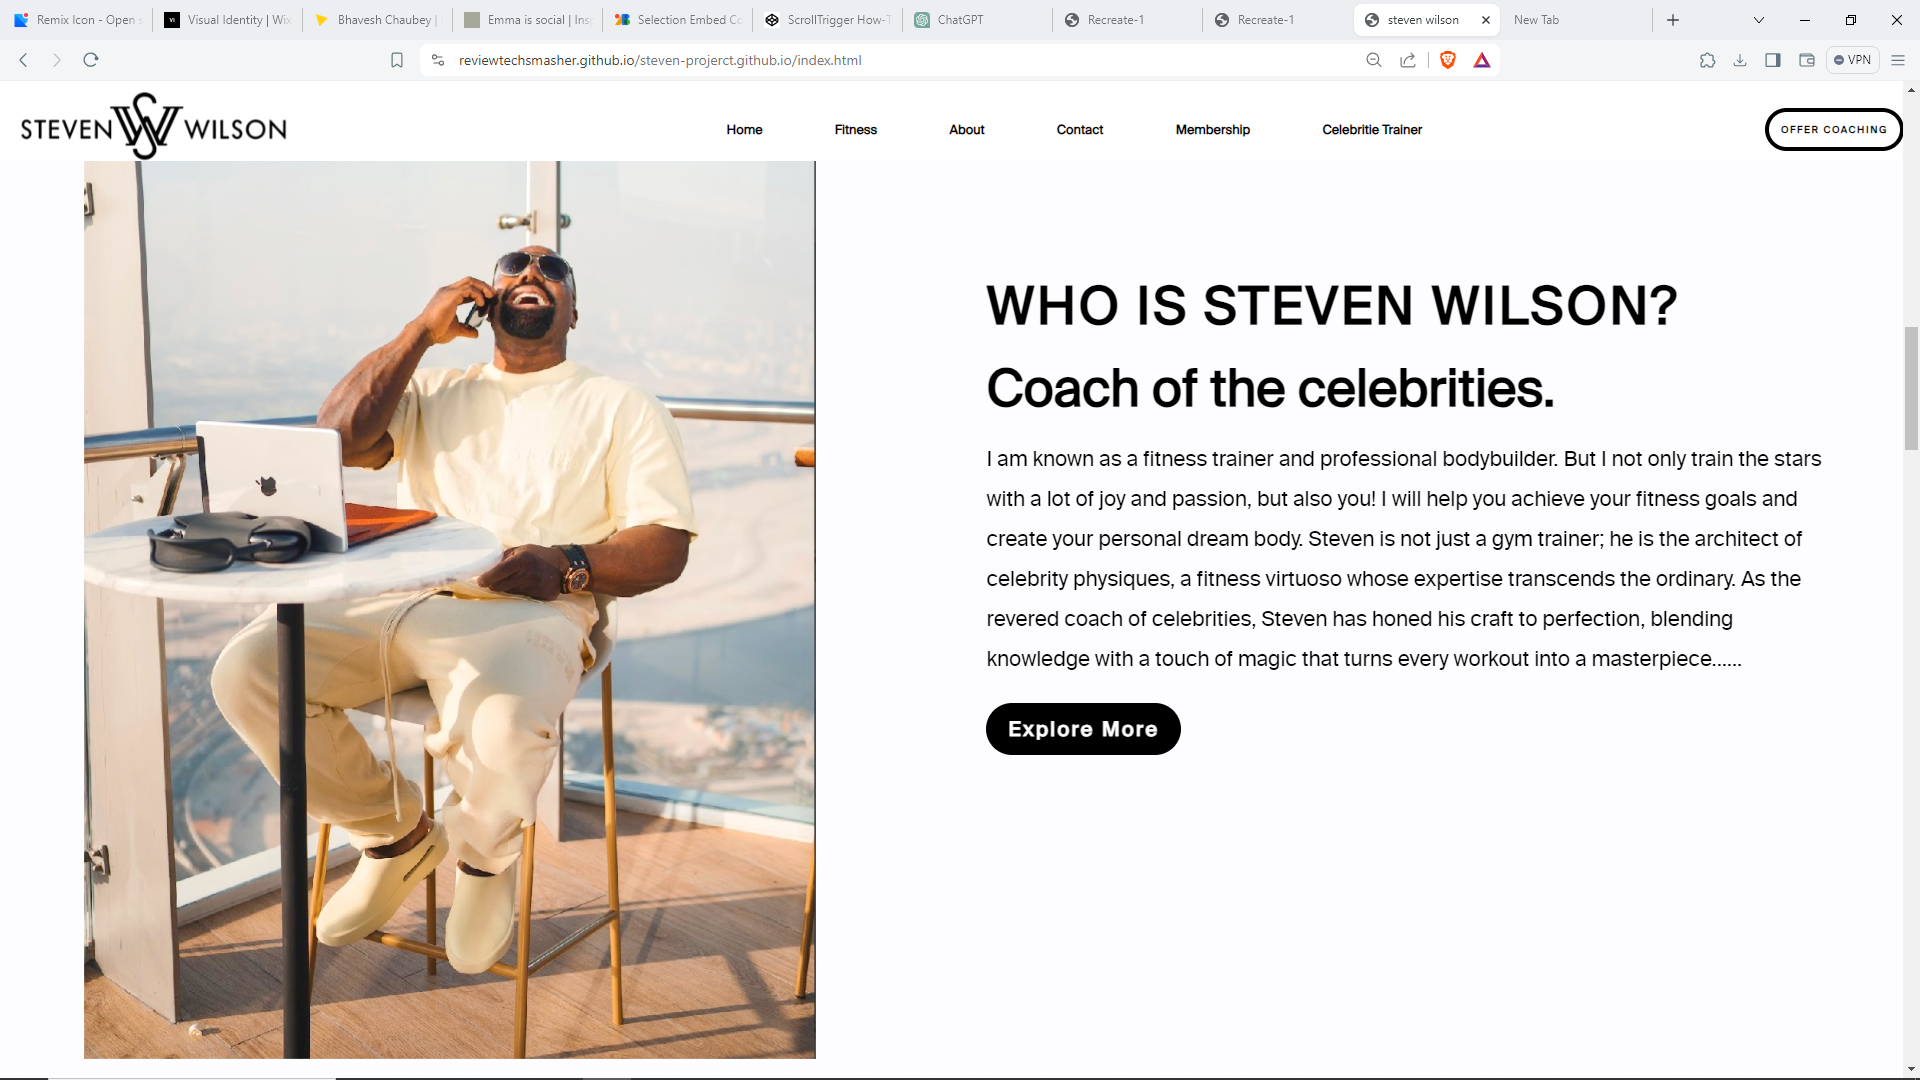 Remix Icon - Open s
Visual Identity | Wix
Bhavesh Chaubey |
Emma is social | Ins
Selection Embed Co
ScrollTrigger How-T
ChatGPT
Recreate-1
Recreate-1
steven wilson
New Tab
reviewtechsmasher.github.io/steven-projerct.github.io/index.html
VPN
STEVEN SW WILSON
Home
Fitness
About
Contact
Membership
Celebritie Trainer
OFFER COACHING
WHO IS STEVEN WILSON?
Coach of the celebrities.
I am known as a fitness trainer and professional bodybuilder. But I not only train the stars
with a lot of joy and passion, but also you! I will help you achieve your fitness goals and
create your personal dream body. Steven is not just a gym trainer; he is the architect of
celebrity physiques, a fitness virtuoso whose expertise transcends the ordinary. As the
revered coach of celebrities, Steven has honed his craft to perfection, blending
knowledge with a touch of magic that turns every workout into a masterpiece......
Explore More